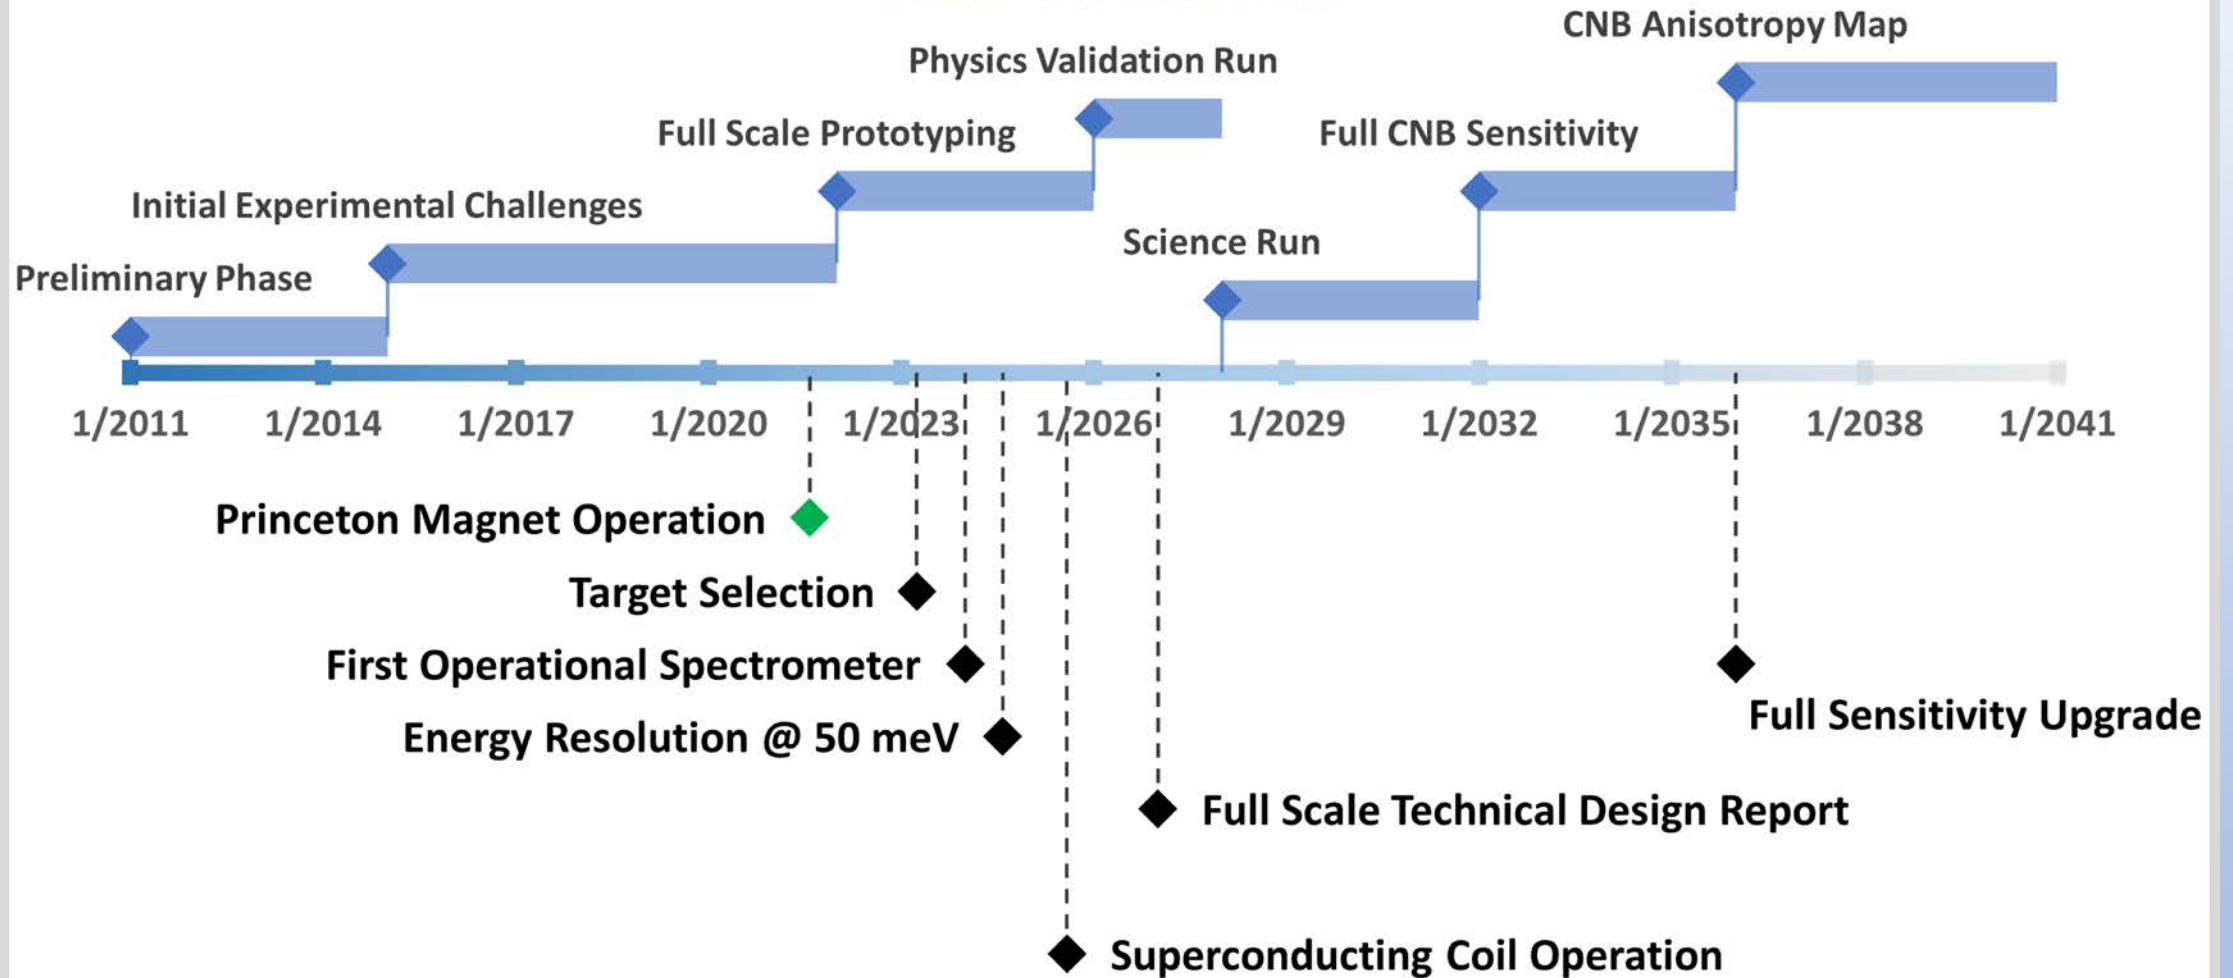 CNB Anisotropy Map
Physics Validation Run
Full Scale Prototyping
Full CNB Sensitivity
Initial Experimental Challenges
Science Run
Preliminary Phase
1/2011 1/2014 1/2017 1/2020 1/2023 1/2026 1/2029 1/2032 1/2035 1/2038 1/2041
Princeton Magnet Operation
Target Selection
First Operational Spectrometer
Full Sensitivity Upgrade
Energy Resolution @ 50 meV
Full Scale Technical Design Report
Superconducting Coil Operation